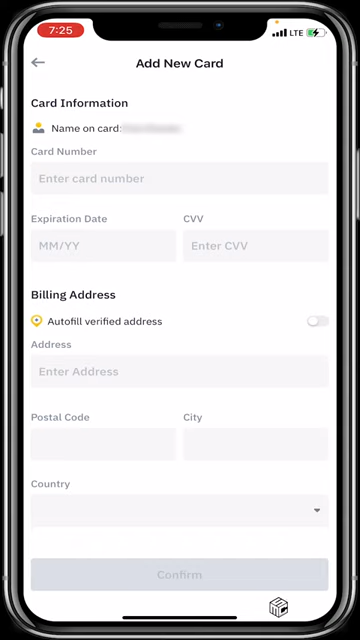 7:25
LTE
Add New Card
Card Information
Name on card:
Card Number
Enter card number
Expiration Date
CVV
MM/YY
Enter CVV
Billing Address
Autofill verified address
Address
Enter Address
Postal Code
City
Country
Confirm